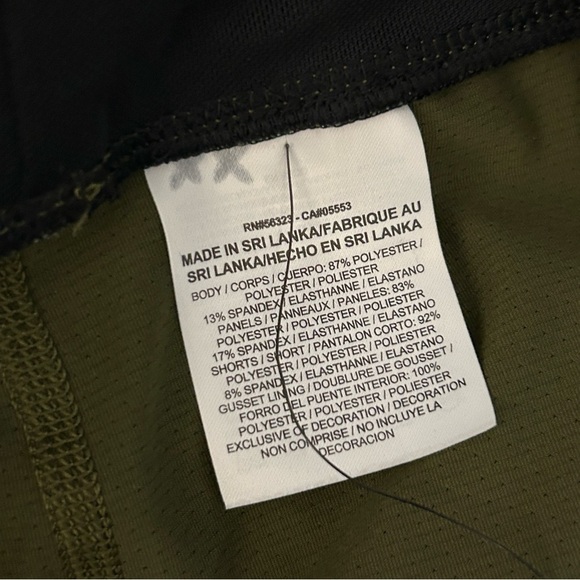 RN#56323 - CA#05553
MADE IN SRI LANKA/FABRIQUE AU
SRI LANKA/HECHO EN SRI LANKA
BODY / CORPS / CUERPO: 87% POLYESTER /
POLYESTER / POLIESTER
13% SPANDEX / ELASTHANNE / ELASTANO
PANELS / PANNEAUX / PANELES: 83%
POLYESTER / POLYESTER / POLIESTER
17% SPANDEX / ELASTHANNE / ELASTANO
SHORTS / SHORT / PANTALON CORTO: 92%
POLYESTER / POLYESTER / POLIESTER
8% SPANDEX / ELASTHANNE / ELASTANO
GUSSET LINING / DOUBLURE DE GOUSSET /
FORRO DEL PUENTE INTERIOR: 100%
POLYESTER / POLYESTER / POLIESTER
EXCLUSIVE OF DECORATION / DECORATION
NON COMPRISE / NO INCLUYE LA
DECORACION